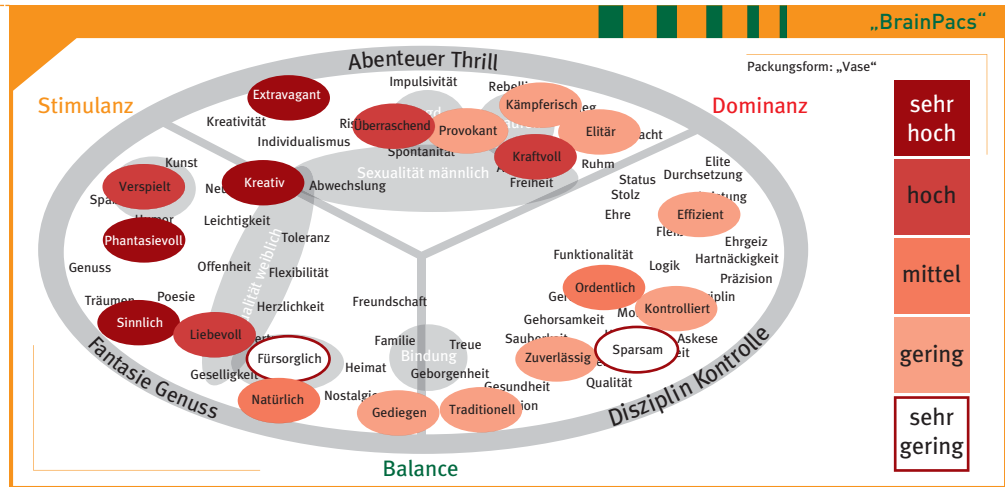 „BrainPacs“
Packungsform: „Vase“
Abenteuer Thrill
Stimulanz
Dominanz
Extravagant
Impulsivität
Kreativität
Individualismus
Überraschend
Provokant
Kämpferisch
Elitär
Spontanität
Kraftvoll
Ruhm
Sexualität männlich
Freiheit
Kunst
Verspielt
Kreativ
Abwechslung
Leichtigkeit
Phantasievoll
Toleranz
Genuss
Offenheit
Flexibilität
Träumen
Poesie
Herzlichkeit
Sinnlich
Liebevoll
Fürsorglich
Geselligkeit
Heimat
Natürlich
Fantasie Genuss
Freundschaft
Familie
Treue
Bindung
Geborgenheit
Gediegen
Traditionell
Balance
Elite
Durchsetzung
Status
Stolz
Ehre
Effizient
Ehrgeiz
Hartnäckigkeit
Funktionalität
Logik
Präzision
Ordentlich
Kontrolliert
Gehorsamkeit
Askese
Zuverlässig
Sparsam
Qualität
Disziplin Kontrolle
sehr
hoch
hoch
mittel
gering
sehr
gering